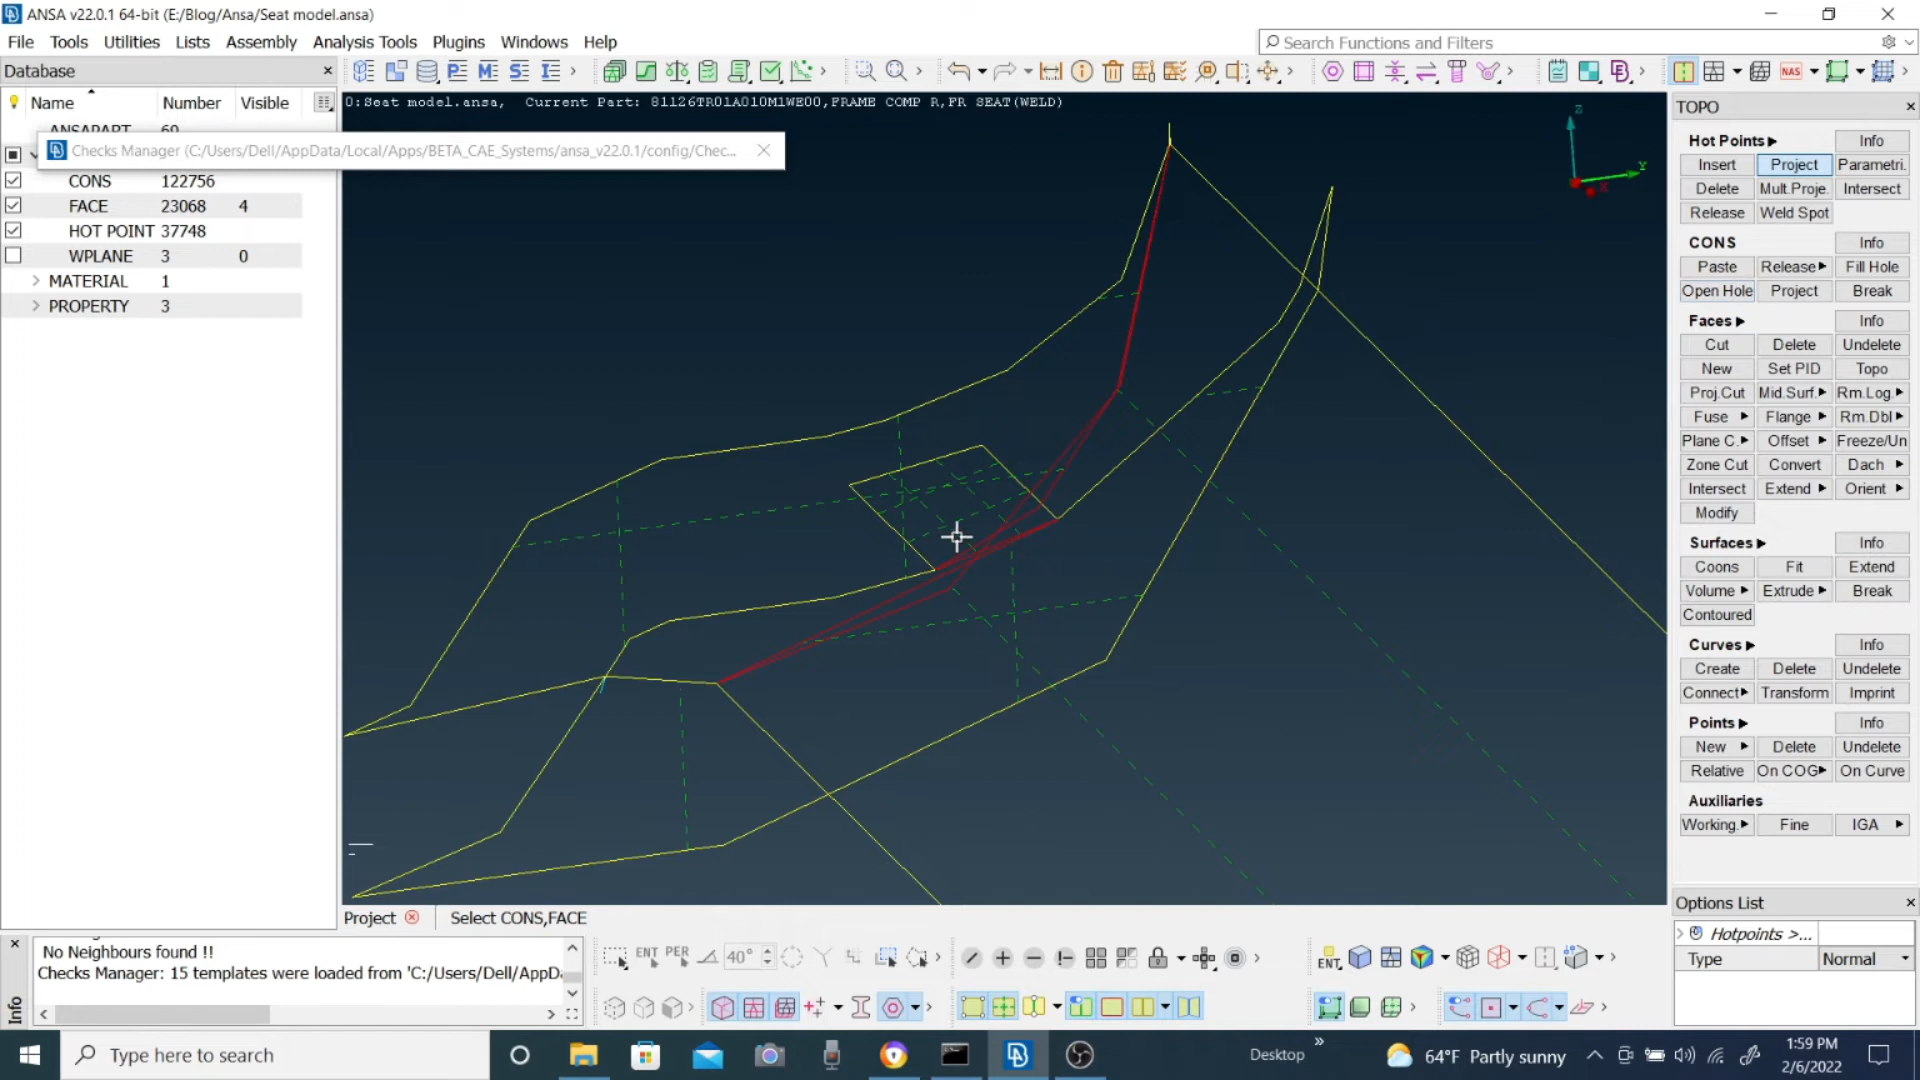 ANSA v22.0.1 64-bit (E:/Blog/Ansa/Seat model.ansa)
File Tools Utilities Lists Assembly Analysis Tools Plugins Windows Help
Search Functions and Filters
Database
Name Number Visible
ANSAPART 60
Checks Manager (C:/Users/Dell/AppData/Local/Apps/BETA_CAE_Systems/ansa_v22.0.1/config/Chec...
CONS 122756
FACE 23068 4
HOT POINT 37748
WPLANE 3 0
MATERIAL 1
PROPERTY 3
0:Seat model.ansa, Current Part: 81126TR01A010M1WE00,FRAME COMP R,FR SEAT(WELD)
Z
Y
X
NAS
TOPO
Hot Points Info
Insert Project Parametri.
Delete Mult.Proje. Intersect
Release Weld Spot
CONS Info
Paste Release Fill Hole
Open Hole Project Break
Faces Info
Cut Delete Undelete
New Set PID Topo
Proj.Cut Mid.Surf. Rm.Log.
Fuse Flange Rm.Dbl
Plane C. Offset Freeze/Un
Zone Cut Convert Dach
Intersect Extend Orient
Modify
Surfaces Info
Coons Fit Extend
Volume Extrude Break
Contoured
Curves Info
Create Delete Undelete
Connect Transform Imprint
Points Info
New Delete Undelete
Relative On COG On Curve
Auxiliaries
Working. Fine IGA
Options List
Hotpoints >...
Type Normal
Project Select CONS,FACE
Info
No Neighbours found !!
Checks Manager: 15 templates were loaded from 'C:/Users/Dell/AppDa
ENT PER 40°
ENT.
Type here to search
Desktop
64°F Partly sunny
1:59 PM
2/6/2022